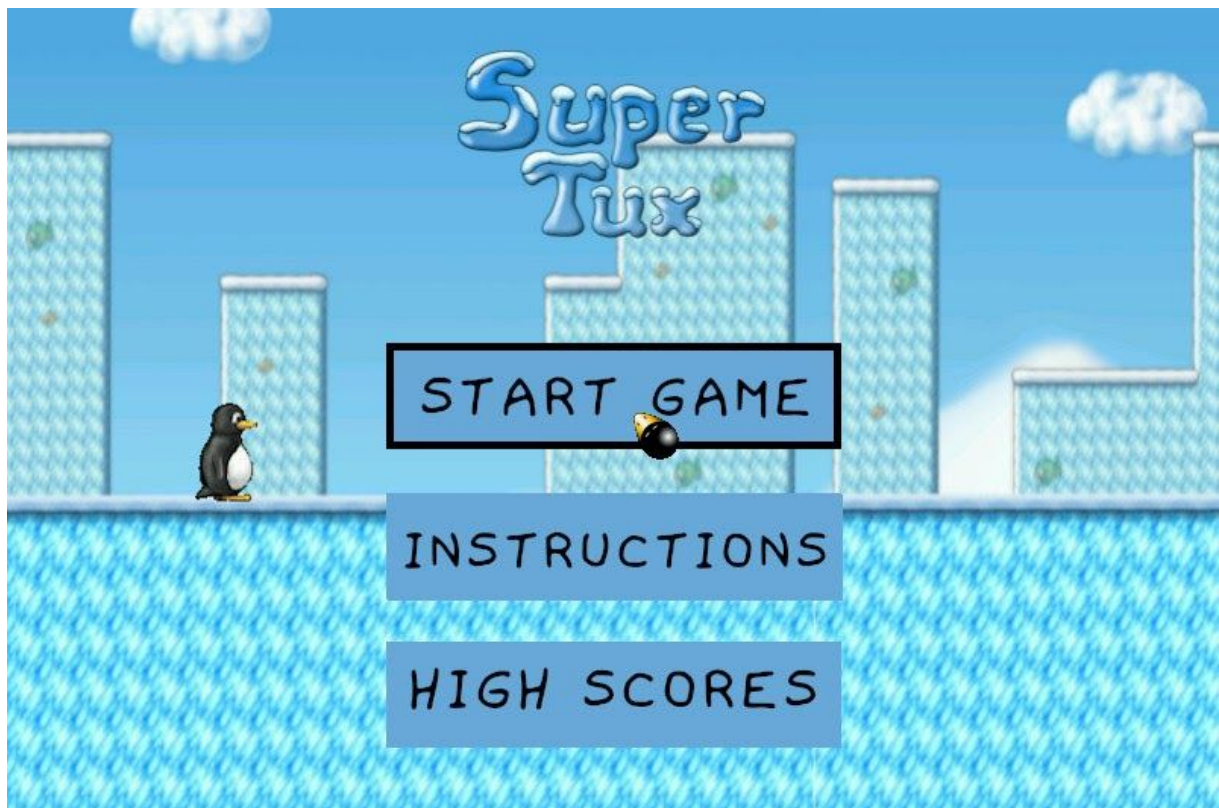 Super
Tux
START GAME
INSTRUCTIONS
HIGH SCORES